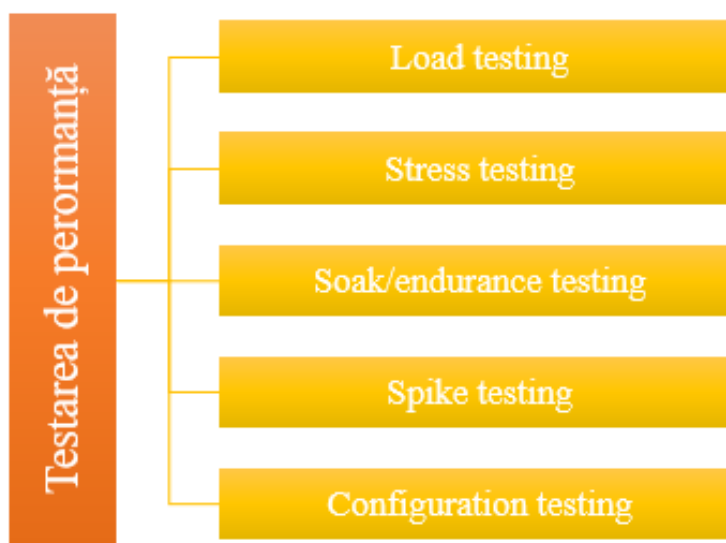 Testarea de perormanță
Load testing
Stress testing
Soak/endurance testing
Spike testing
Configuration testing